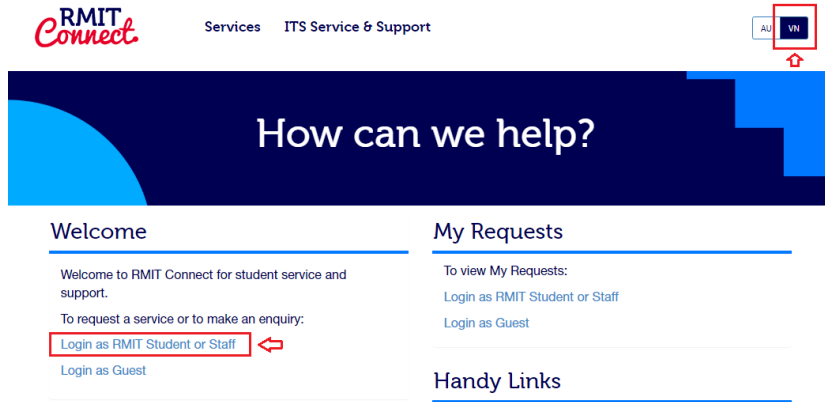 RMIT
Connect
Services ITS Service & Support
AU VN
How can we help?
Welcome
Welcome to RMIT Connect for student service and
support.
To request a service or to make an enquiry:
Login as RMIT Student or Staff
Login as Guest
My Requests
To view My Requests:
Login as RMIT Student or Staff
Login as Guest
Handy Links